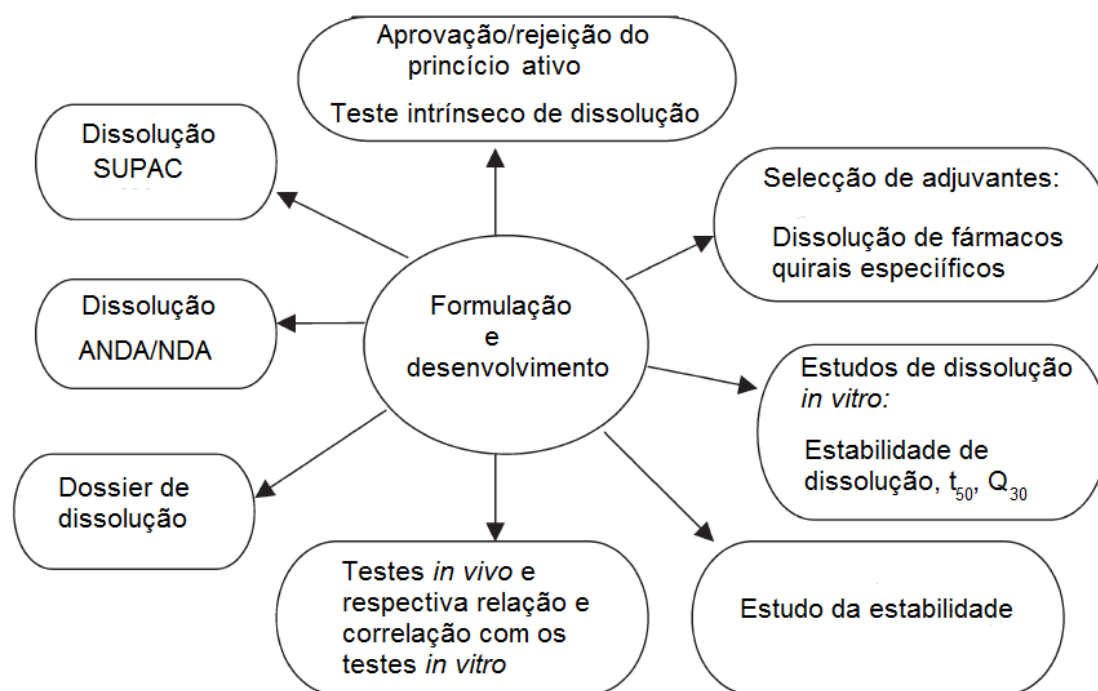 Aprovação/rejeição do
princício ativo
Teste intrínseco de dissolução
Dissolução
SUPAC
Selecção de adjuvantes:
Dissolução de fármacos
quirais especiíficos
Formulação
e
desenvolvimento
Dissolução
ANDA/NDA
Estudos de dissolução
in vitro:
Estabilidade de
dissolução, t50, Q30
Dossier de
dissolução
Testes in vivo e
respectiva relação e
correlação com os
testes in vitro
Estudo da estabilidade